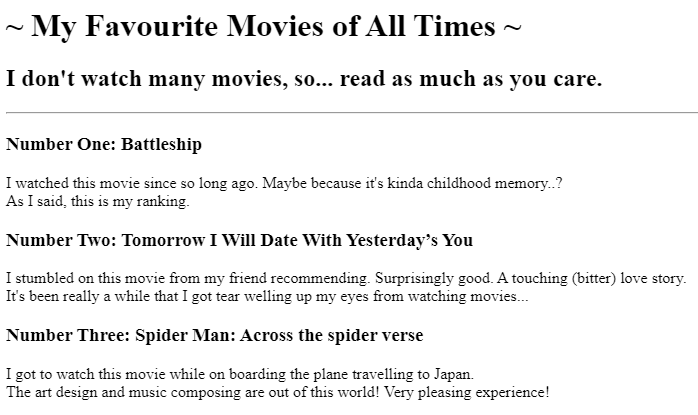 ~ My Favourite Movies of All Times ~
I don't watch many movies, so... read as much as you care.
Number One: Battleship
I watched this movie since so long ago. Maybe because it's kinda childhood memory..?
As I said, this is my ranking.
Number Two: Tomorrow I Will Date With Yesterday’s You
I stumbled on this movie from my friend recommending. Surprisingly good. A touching (bitter) love story.
It's been really a while that I got tear welling up my eyes from watching movies...
Number Three: Spider Man: Across the spider verse
I got to watch this movie while on boarding the plane travelling to Japan.
The art design and music composing are out of this world! Very pleasing experience!